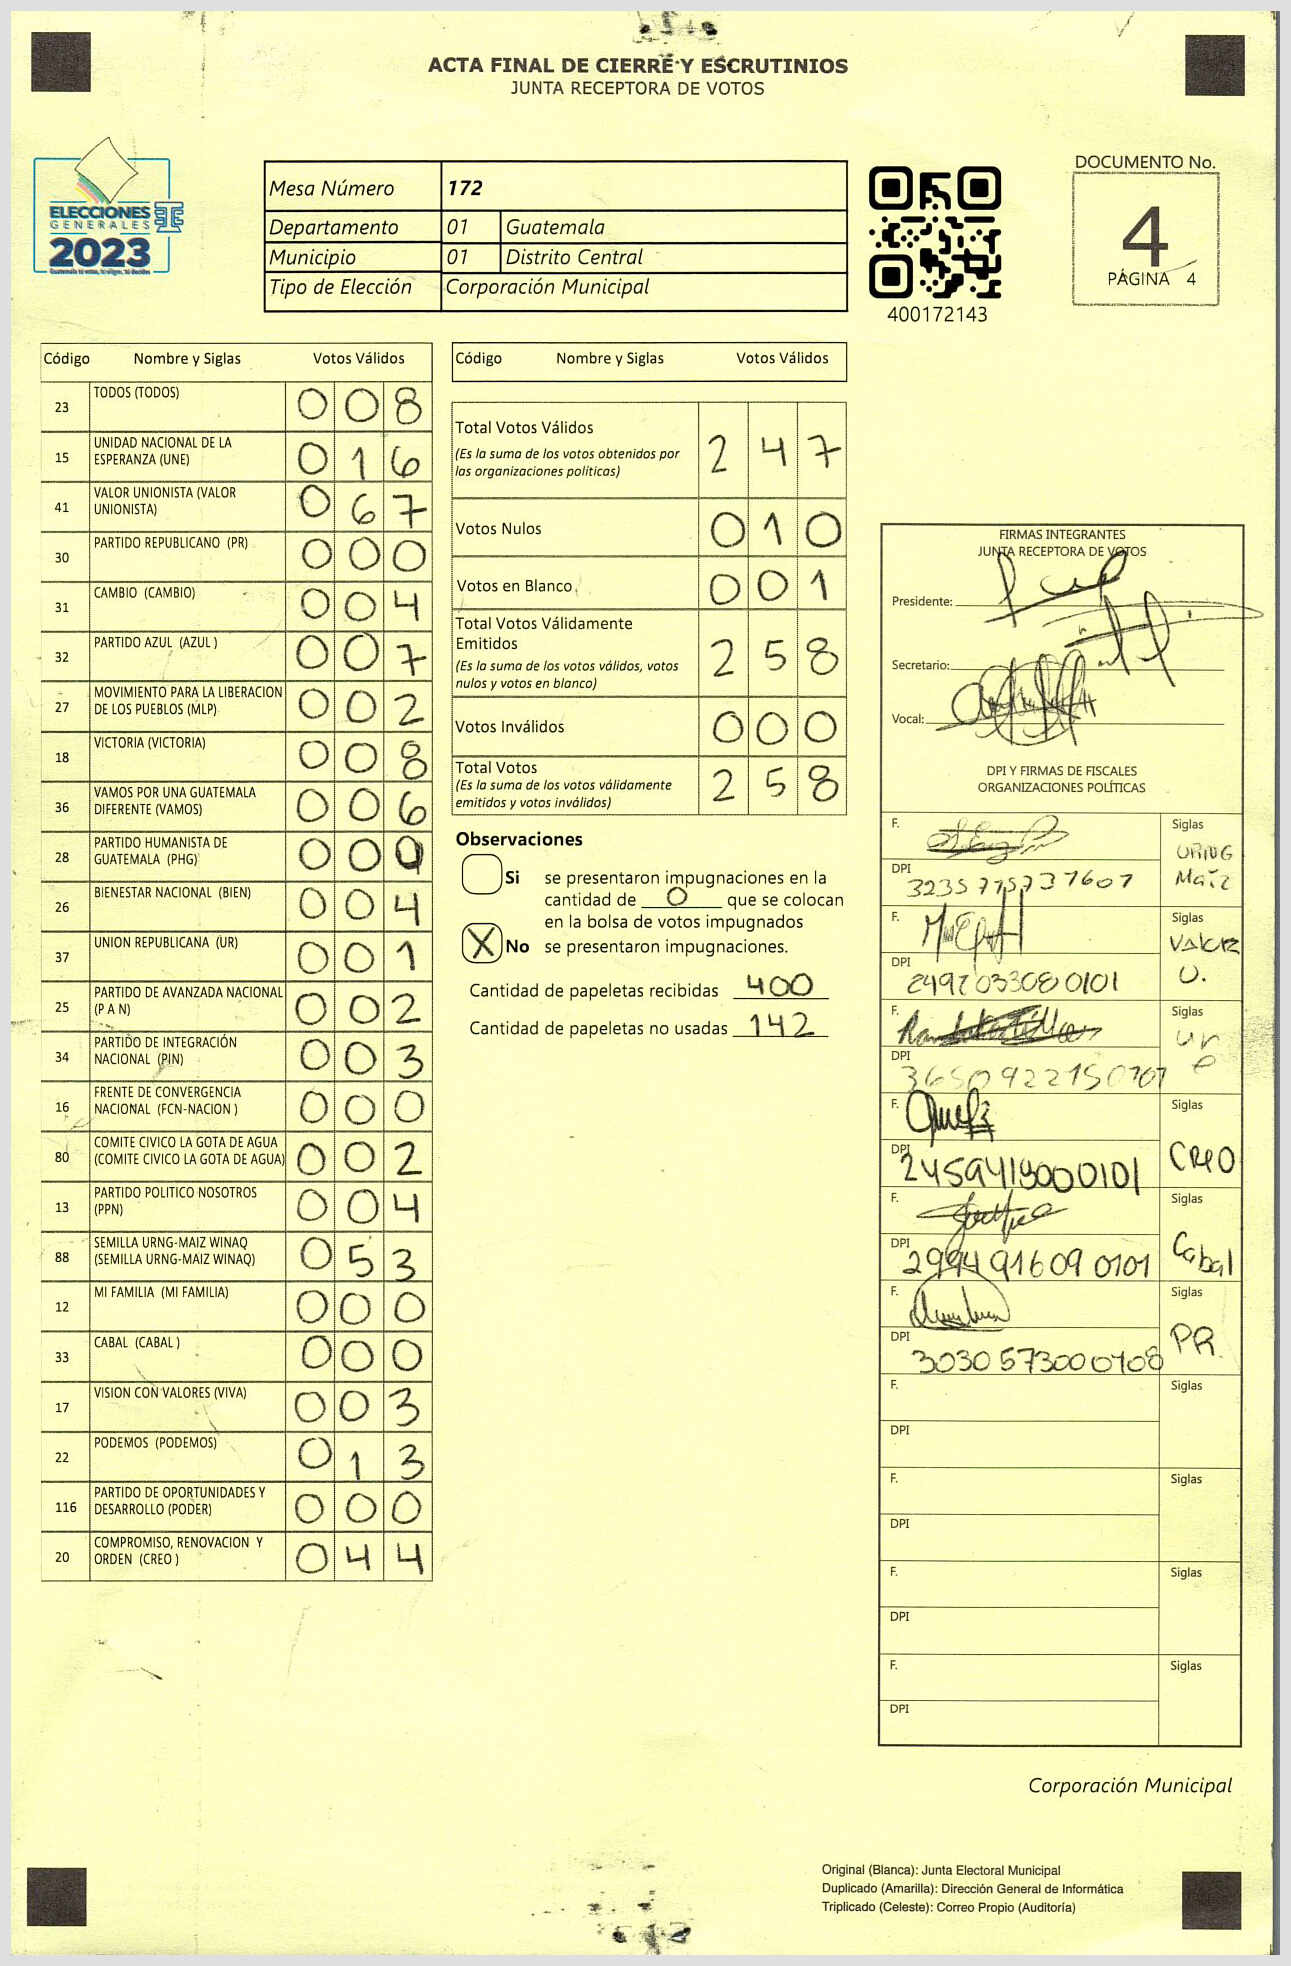 ACTA FINAL DE CIERRE Y ESCRUTINIOS
JUNTA RECEPTORA DE VOTOS
ELECCIONES
GENERALES
2023
Guatemala tú votas, tú eliges, tú decides
Mesa Número 172
Departamento 01 Guatemala
Municipio 01 Distrito Central
Tipo de Elección Corporación Municipal
400172143
DOCUMENTO No.
4
PÁGINA 4
Código Nombre y Siglas Votos Válidos
23 TODOS (TODOS) 0 0 8
15 UNIDAD NACIONAL DE LA
ESPERANZA (UNE) 0 1 6
41 VALOR UNIONISTA (VALOR
UNIONISTA) 0 6 7
30 PARTIDO REPUBLICANO (PR) 0 0 0
31 CAMBIO (CAMBIO) 0 0 4
32 PARTIDO AZUL (AZUL ) 0 0 7
27 MOVIMIENTO PARA LA LIBERACION
DE LOS PUEBLOS (MLP) 0 0 2
18 VICTORIA (VICTORIA) 0 0 8
36 VAMOS POR UNA GUATEMALA
DIFERENTE (VAMOS) 0 0 6
28 PARTIDO HUMANISTA DE
GUATEMALA (PHG) 0 0
26 BIENESTAR NACIONAL (BIEN) 0 0 4
37 UNION REPUBLICANA (UR) 0 0 1
25 PARTIDO DE AVANZADA NACIONAL
(P A N) 0 0 2
34 PARTIDO DE INTEGRACIÓN
NACIONAL (PIN) 0 0 3
16 FRENTE DE CONVERGENCIA
NACIONAL (FCN-NACION ) 0 0 0
80 COMITE CIVICO LA GOTA DE AGUA
(COMITE CIVICO LA GOTA DE AGUA) 0 0 2
13 PARTIDO POLITICO NOSOTROS
(PPN) 0 0 4
88 SEMILLA URNG-MAIZ WINAQ
(SEMILLA URNG-MAIZ WINAQ) 0 5 3
12 MI FAMILIA (MI FAMILIA) 0 0 0
33 CABAL (CABAL ) 0 0 0
17 VISION CON VALORES (VIVA) 0 0 3
22 PODEMOS (PODEMOS) 0 1 3
116 PARTIDO DE OPORTUNIDADES Y
DESARROLLO (PODER) 0 0 0
20 COMPROMISO, RENOVACION Y
ORDEN (CREO ) 0 4 4
Código Nombre y Siglas Votos Válidos
Total Votos Válidos 2 4 7
(Es la suma de los votos obtenidos por
las organizaciones políticas)
Votos Nulos 0 1 0
Votos en Blanco 0 0 1
Total Votos Válidamente
Emitidos 2 5 8
(Es la suma de los votos válidos, votos
nulos y votos en blanco)
Votos Inválidos 0 0 0
Total Votos 2 5 8
(Es la suma de los votos válidamente
emitidos y votos inválidos)
Observaciones
Si se presentaron impugnaciones en la
cantidad de 0 que se colocan
en la bolsa de votos impugnados
X No se presentaron impugnaciones.
Cantidad de papeletas recibidas 400
Cantidad de papeletas no usadas 142
FIRMAS INTEGRANTES
JUNTA RECEPTORA DE VOTOS
Presidente:
Secretario:
Vocal:
DPI Y FIRMAS DE FISCALES
ORGANIZACIONES POLÍTICAS
F. Siglas
URNG
Maíz
DPI
F. Siglas
Valor
U.
DPI 2492033080101
F. Siglas
une
DPI 3650922150707
F. Siglas
CREO
DPI 2459419000101
F. Siglas
Cabal
DPI 2994916090101
F. Siglas
PR.
DPI 3030573000108
F. Siglas
DPI
F. Siglas
DPI
F. Siglas
DPI
F. Siglas
DPI
Corporación Municipal
Original (Blanca): Junta Electoral Municipal
Duplicado (Amarilla): Dirección General de Informática
Triplicado (Celeste): Correo Propio (Auditoría)